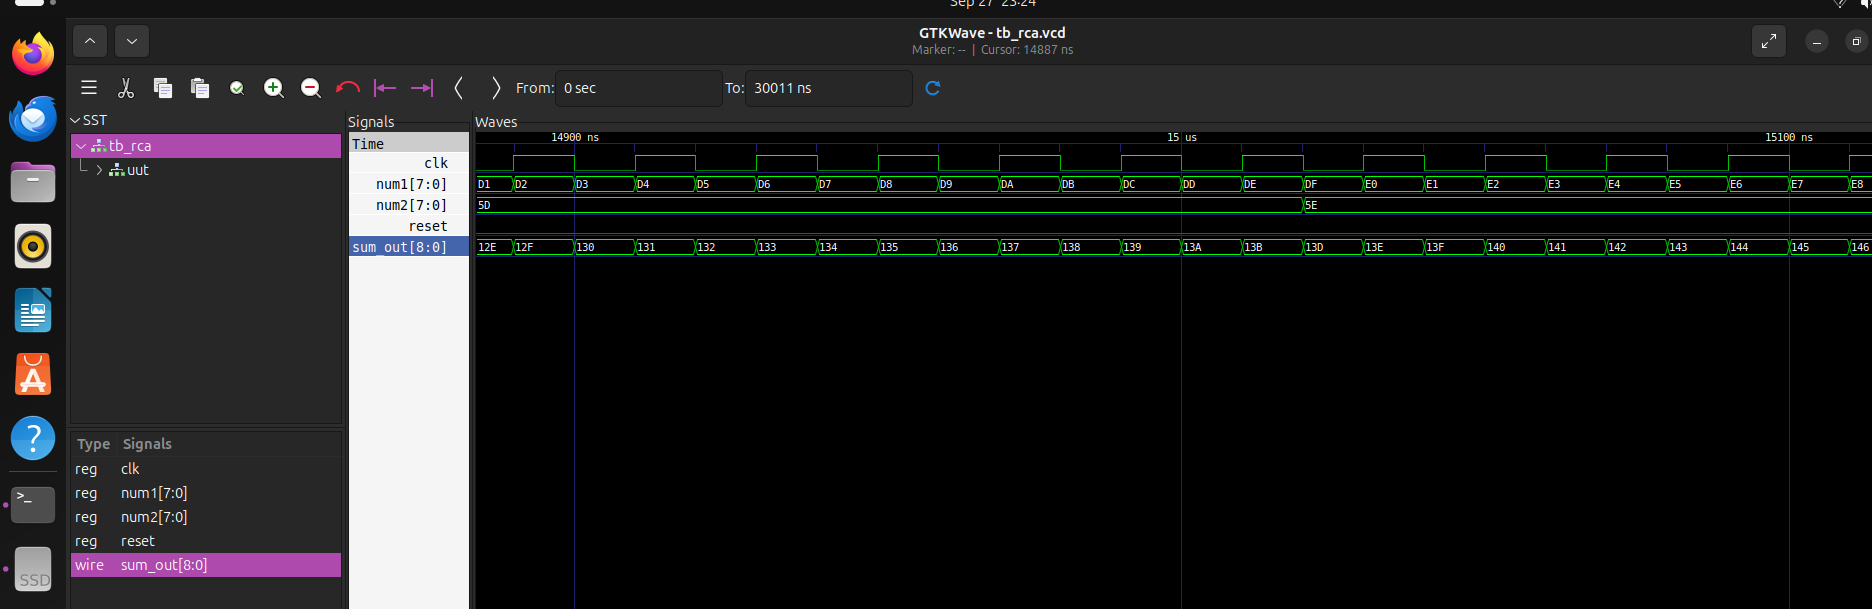 Sep 27 23:24
GTKWave - tb_rca.vcd
Marker: -- | Cursor: 14887 ns
From: 0 sec To: 30011 ns
SST
tb_rca
uut
Type Signals
reg clk
reg num1[7:0]
reg num2[7:0]
reg reset
wire sum_out[8:0]
Signals
Time
clk
num1[7:0]
num2[7:0]
reset
sum_out[8:0]
Waves
14900 ns 15 us 15100 ns
D1 D2 D3 D4 D5 D6 D7 D8 D9 DA DB DC DD DE DF E0 E1 E2 E3 E4 E5 E6 E7 E8
5D 5E
12E 12F 130 131 132 133 134 135 136 137 138 139 13A 13B 13D 13E 13F 140 141 142 143 144 145 146
>_
?
SSD